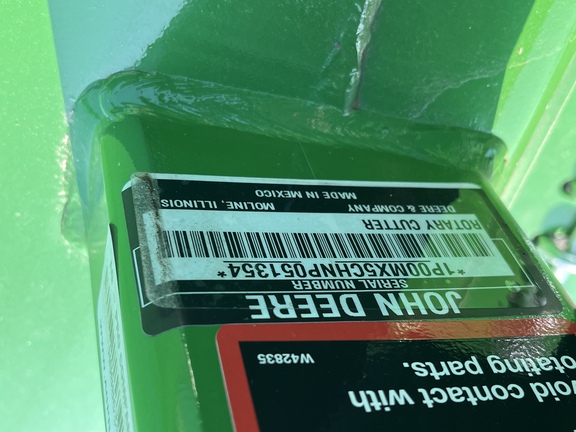 JOHN DEERE
SERIAL NUMBER
*1P00MX5CHNP051354*
ROTARY CUTTER
DEERE & COMPANY MOLINE, ILLINOIS
MADE IN MEXICO
W42835
void contact with
otating parts.